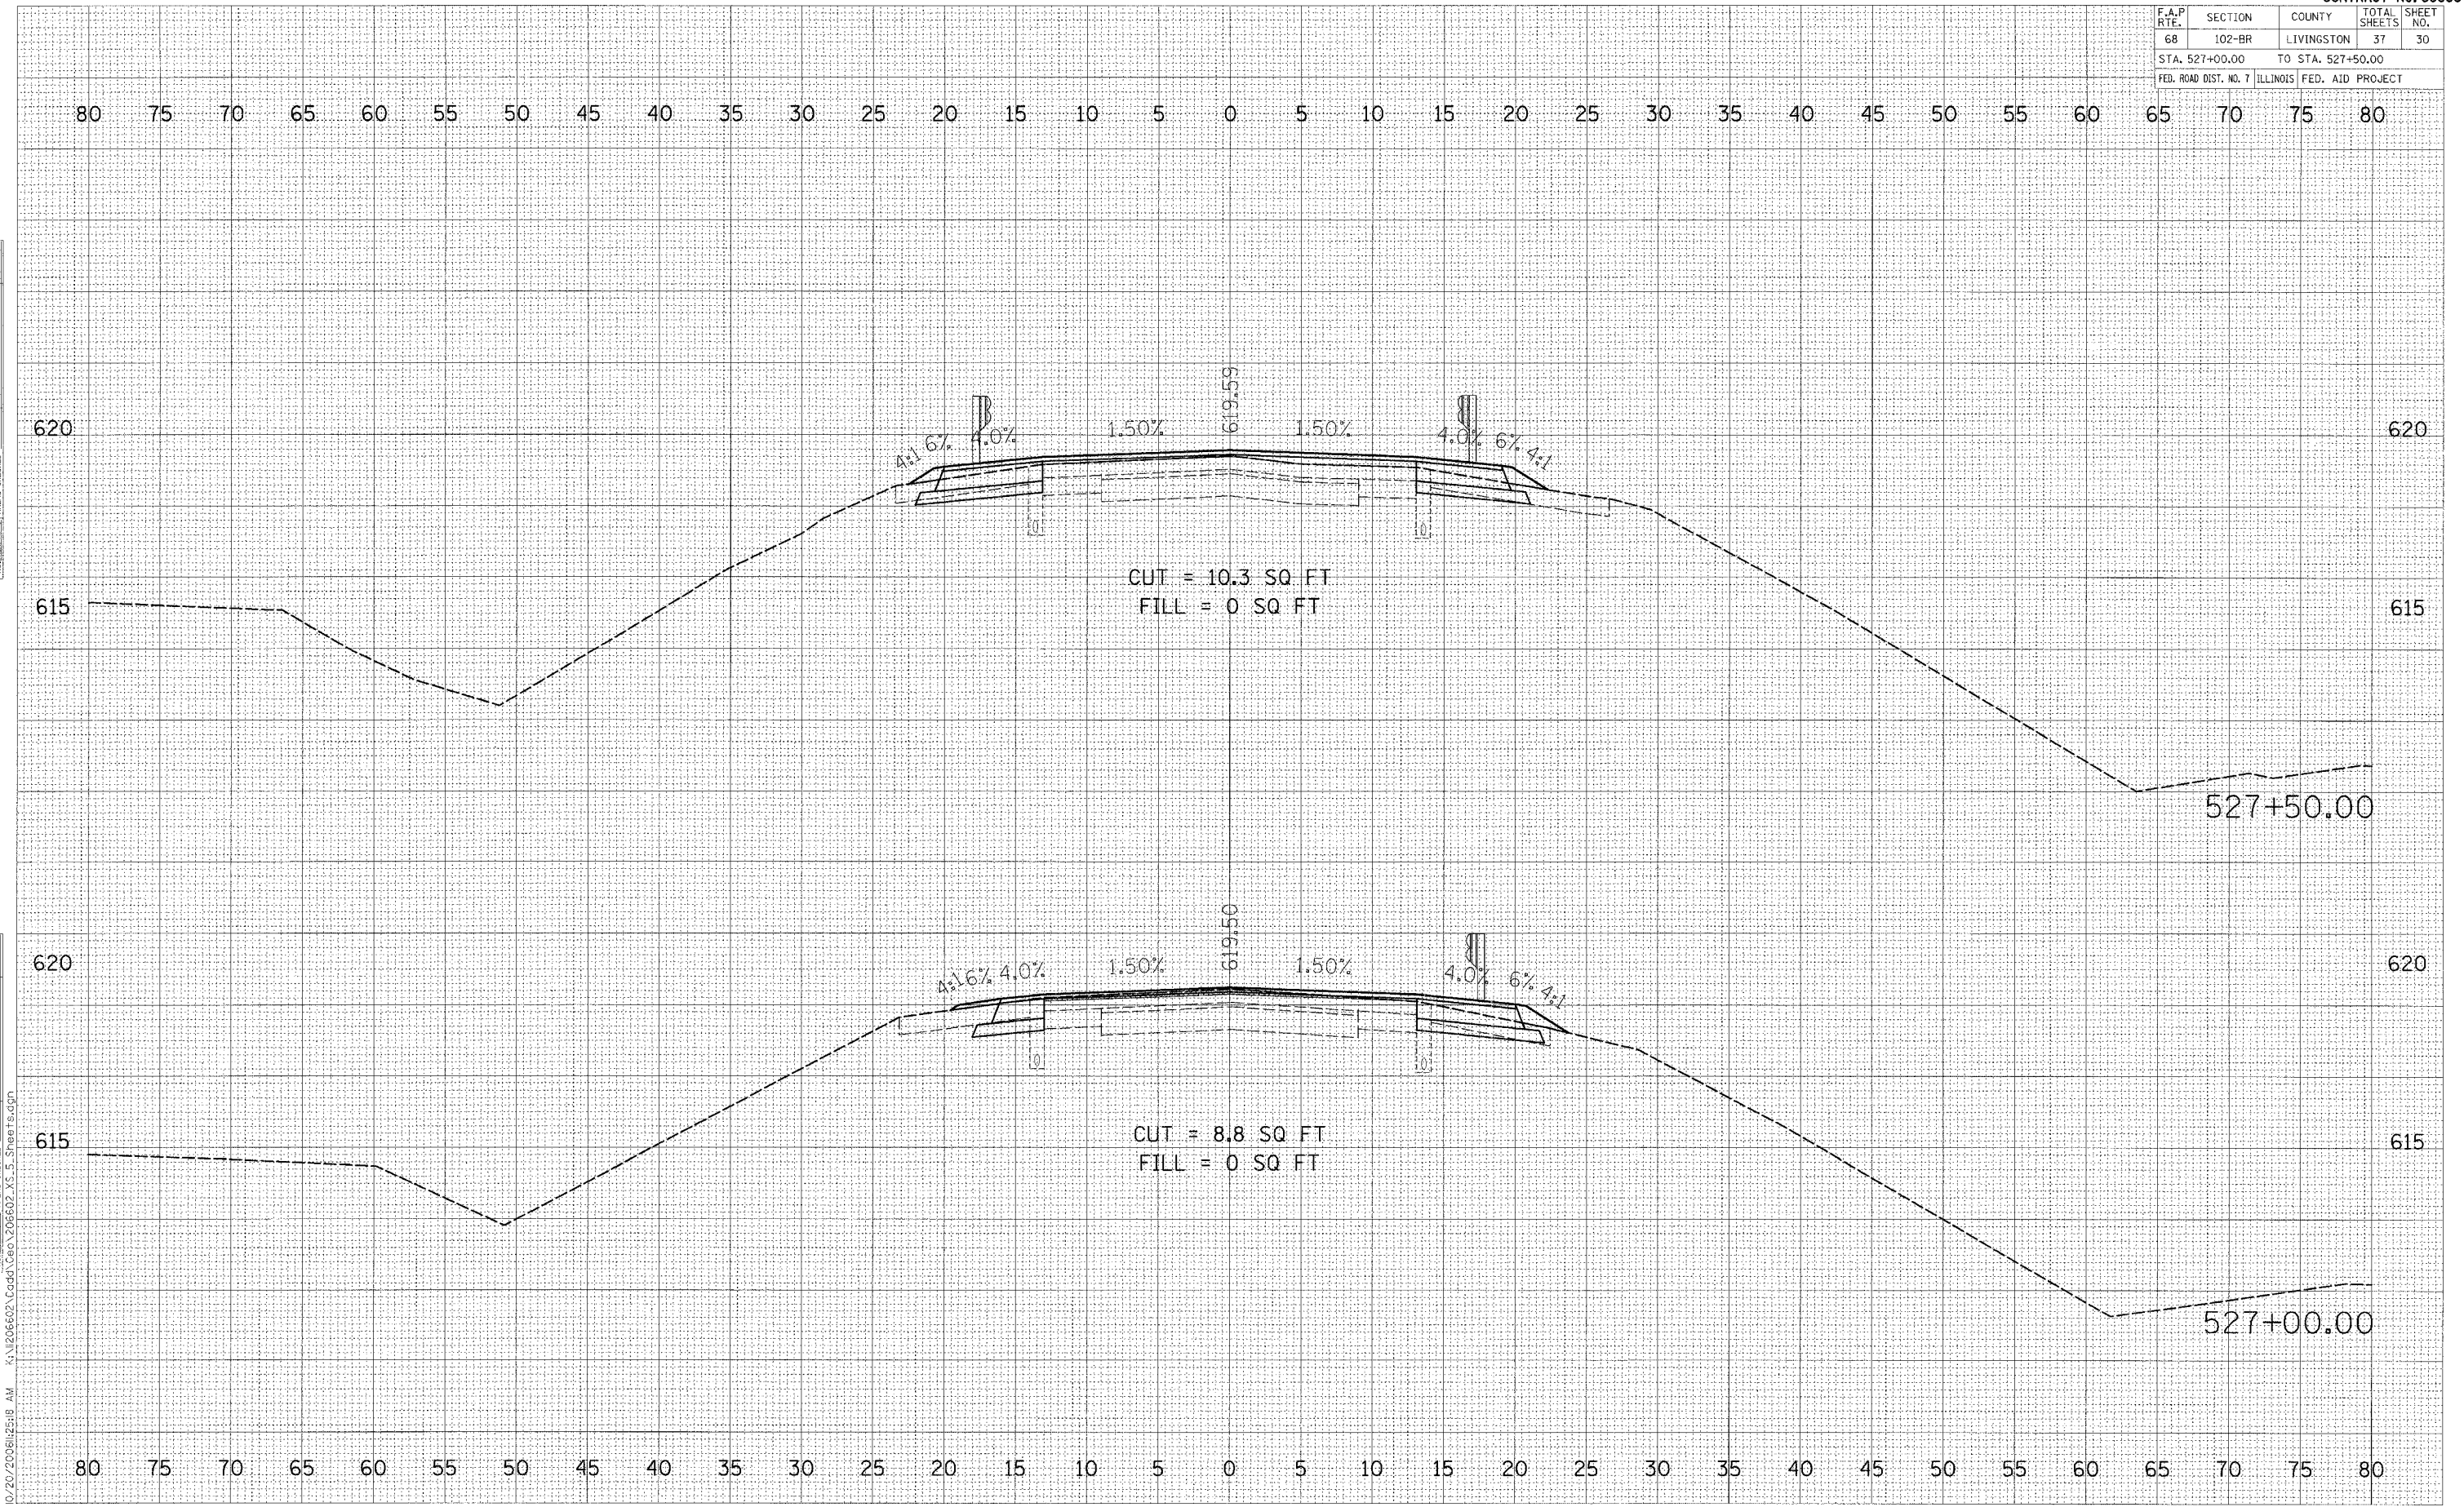 F.A.P RTE. SECTION COUNTY TOTAL SHEETS SHEET NO.
68 102-BR LIVINGSTON 37 30
STA. 527+00.00 TO STA. 527+50.00
FED. ROAD DIST. NO. 7 ILLINOIS FED. AID PROJECT
80 75 70 65 60 55 50 45 40 35 30 25 20 15 10 5 0 5 10 15 20 25 30 35 40 45 50 55 60 65 70 75 80
619.59
620 4:1 6% 4.0% 1.50% 1.50% 4.0% 6% 4:1 620
0 0
CUT = 10.3 SQ FT
615 FILL = 0 SQ FT 615
527+50.00
619.50
620 4:1 6% 4.0% 1.50% 1.50% 4.0% 6% 4:1 620
0 0
615 CUT = 8.8 SQ FT 615
FILL = 0 SQ FT
527+00.00
80 75 70 65 60 55 50 45 40 35 30 25 20 15 10 5 0 5 10 15 20 25 30 35 40 45 50 55 60 65 70 75 80